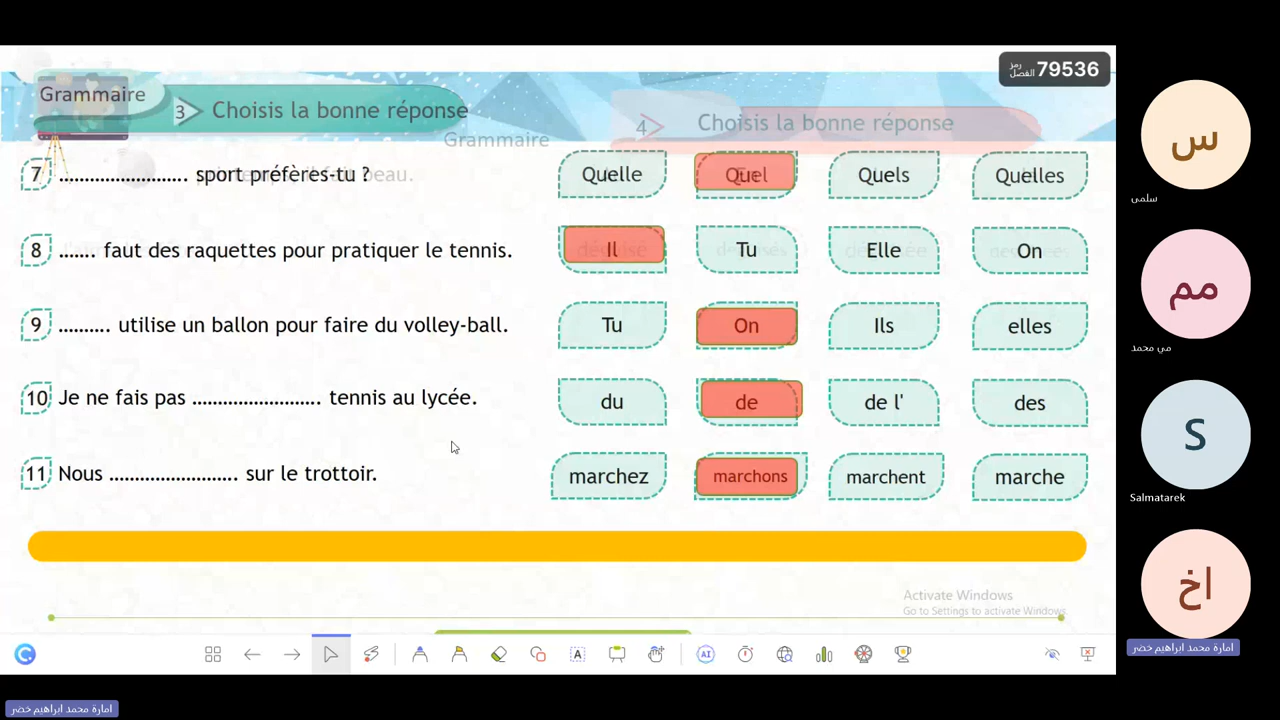 79536
رمز
الفصل
Grammaire
3
Choisis la bonne réponse
Grammaire
4
Choisis la bonne réponse
7 ........................ sport préfères-tu ? Quelle Quel Quels Quelles
beau.
8 ....... faut des raquettes pour pratiquer le tennis. Il Tu Elle On
9 .......... utilise un ballon pour faire du volley-ball. Tu On Ils elles
10 Je ne fais pas ........................ tennis au lycée. du de de l' des
11 Nous ........................ sur le trottoir. marchez marchons marchent marche
Activate Windows
Go to Settings to activate Windows.
A
AI
س
سلمى
مم
مي محمد
S
Salmatarek
اخ
امارة محمد ابراهيم خضر
امارة محمد ابراهيم خضر